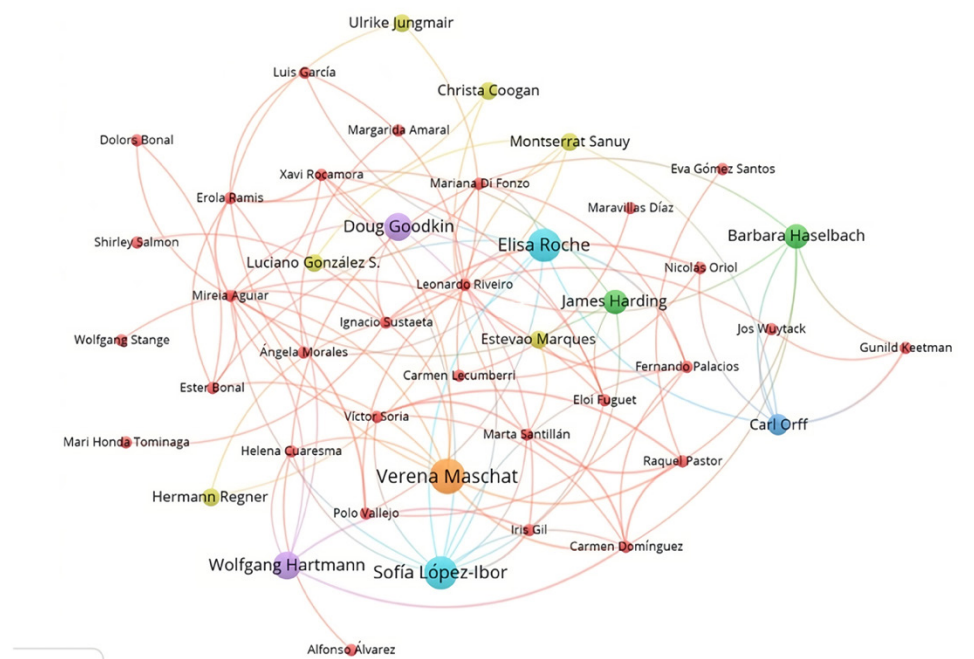 Ulrike Jungmair
Luis García
Christa Coogan
Margarida Amaral
Dolors Bonal
Montserrat Sanuy
Eva Gómez Santos
Xavi Rocamora
Mariana Di Fonzo
Erola Ramis
Maravillas Díaz
Doug Goodkin
Barbara Haselbach
Shirley Salmon
Elisa Roche
Luciano González S.
Nicolás Oriol
Leonardo Riveiro
Mireia Aguiar
James Harding
Ignacio Sustaeta
Jos Wuytack
Wolfgang Stange
Estevao Marques
Gunild Keetman
Ángela Morales
Fernando Palacios
Carmen Lecumberri
Ester Bonal
Eloi Fuguet
Víctor Soria
Carl Orff
Marta Santillán
Mari Honda Tominaga
Helena Cuaresma
Raquel Pastor
Verena Maschat
Hermann Regner
Polo Vallejo
Iris Gil
Carmen Domínguez
Wolfgang Hartmann
Sofía López-Ibor
Alfonso Álvarez